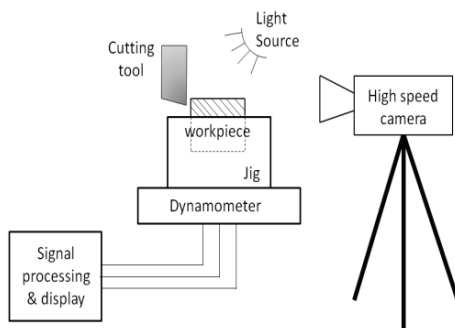 Light
Source
Cutting
tool
High speed
camera
workpiece
Jig
Dynamometer
Signal
processing
& display